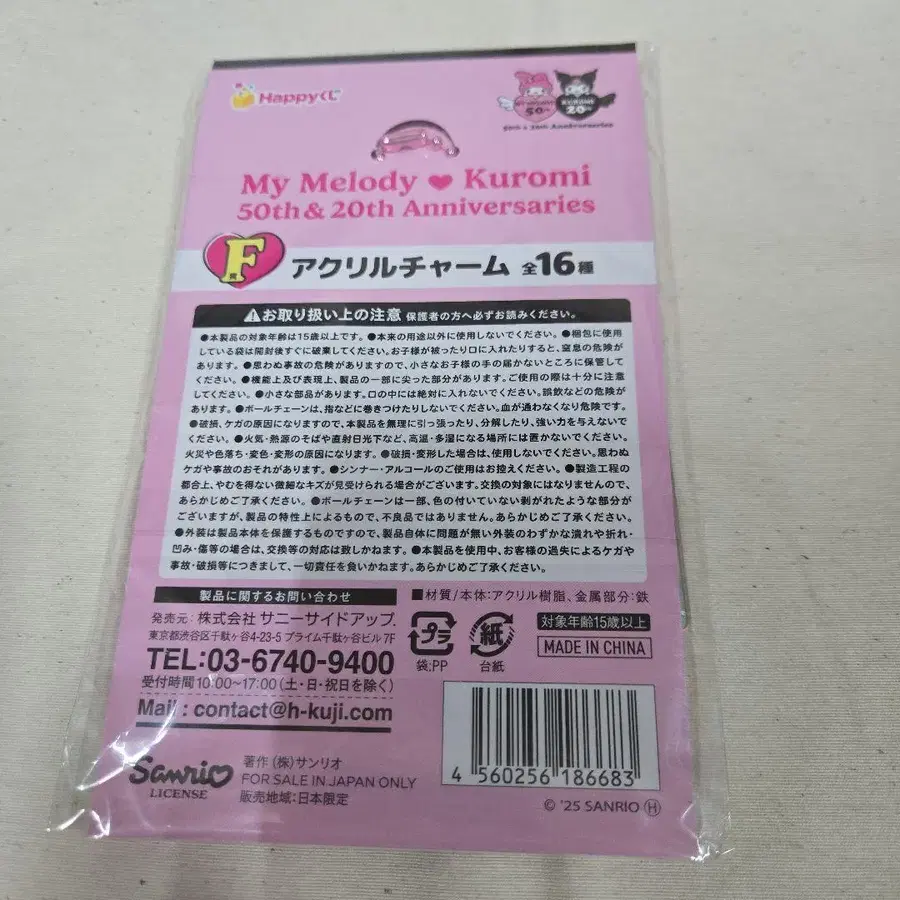 Happyくじ
50th
20th
50th & 20th Anniversaries
My Melody ♥ Kuromi
50th & 20th Anniversaries
F賞 アクリルチャーム 全16種
⚠お取り扱い上の注意 保護者の方へ必ずお読みください。
●本製品の対象年齢は15歳以上です。●本来の用途以外に使用しないでください。●梱包に使用
している袋は開封後すぐに破棄してください。お子様が被ったり口に入れたりすると、窒息の危険が
あります。●思わぬ事故の危険がありますので、小さなお子様の手の届かないところに保管して
ください。●機能上及び表現上、製品の一部に尖った部分があります。ご使用の際は十分に注意
してください。●小さな部品があります。口の中には絶対に入れないでください。誤飲などの危険が
あります。●ボールチェーンは、指などに巻きつけたりしないでください。血が通わなくなり危険です。
●破損、ケガの原因になりますので、本製品を無理に引っ張ったり、分解したり、強い力を与えないで
ください。●火気・熱源のそばや直射日光下など、高温・多湿になる場所には置かないでください。
火災や色落ち・変色・変形の原因になります。●破損・変形した場合は、使用しないでください。思わぬ
ケガや事故のおそれがあります。●シンナー・アルコールのご使用はお控えください。●製造工程の
都合上、やむを得ない微細なキズが見受けられる場合がございます。交換の対象にはなりませんので、
あらかじめご了承ください。●ボールチェーンは一部、色の付いていない剥がれたような部分が
ございますが、製品の特性上によるもので、不良品ではありません。あらかじめご了承ください。
●外装は製品本体を保護するものですので、製品自体に問題が無い外装のわずかな潰れや折れ・
凹み・傷等の場合は、交換等の対応は致しかねます。●本製品を使用中、お客様の過失によるケガや
事故・破損等につきまして、一切責任を負いかねます。あらかじめご了承ください。
製品に関するお問い合わせ
発売元:株式会社 サニーサイドアップ
東京都渋谷区千駄ヶ谷4-23-5 プライム千駄ヶ谷ビル 7F
TEL:03-6740-9400
受付時間10:00~17:00(土・日・祝日を除く)
Mail : contact@h-kuji.com
■材質/本体:アクリル樹脂、金属部分:鉄
プラ
袋:PP
紙
台紙
対象年齢15歳以上
MADE IN CHINA
Sanrio
LICENSE
著作 (株)サンリオ
FOR SALE IN JAPAN ONLY
販売地域:日本限定
4 560256 186683
© '25 SANRIO Ⓗ